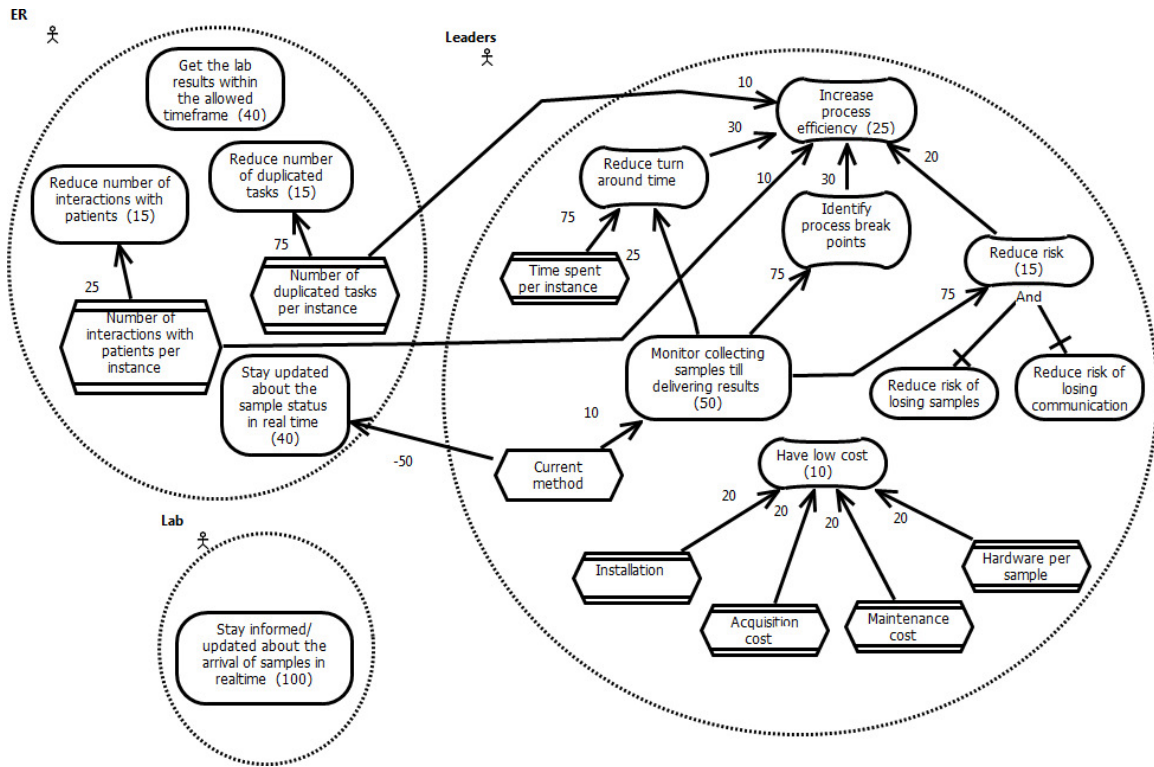 ER
Get the lab
results within
the allowed
timeframe (40)
Reduce number of
interactions with
patients (15)
Reduce number
of duplicated
tasks (15)
25
75
Number of
interactions with
patients per
instance
Number of
duplicated tasks
per instance
Stay updated
about the
sample status
in real time
(40)
Leaders
10
Increase
process
efficiency (25)
30
Reduce turn
around time
10
30
20
75
Identify
process break
points
Time spent
per instance
25
75
Reduce risk
(15)
75
And
Monitor collecting
samples till
delivering results
(50)
Reduce risk of
losing samples
Reduce risk of
losing
communication
10
-50
Current
method
Have low cost
(10)
20
20
20
20
Installation
Acquisition
cost
Maintenance
cost
Hardware per
sample
Lab
Stay informed/
updated about the
arrival of samples in
realtime (100)